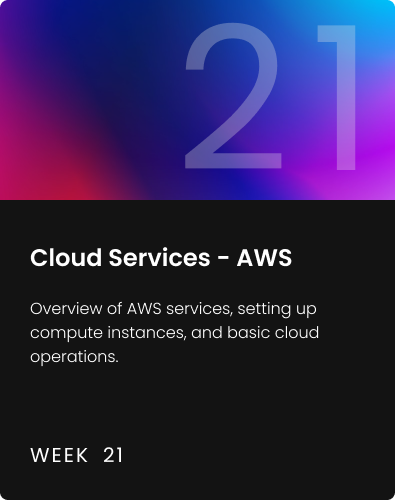 21
Cloud Services - AWS
Overview of AWS services, setting up
compute instances, and basic cloud
operations.
WEEK 21